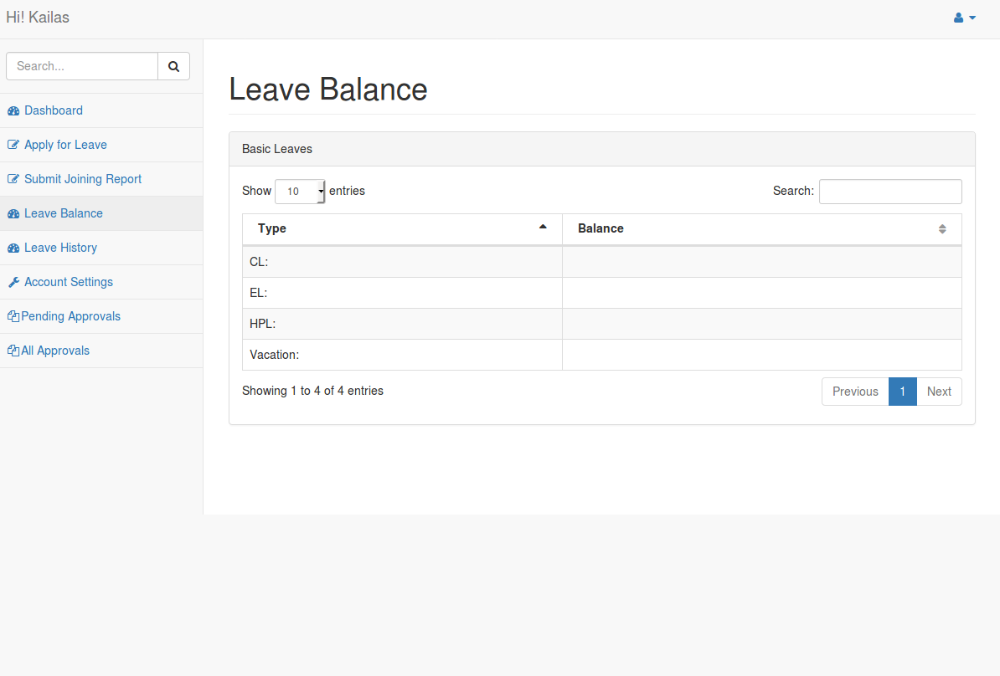 Hi! Kailas
Search...
Dashboard
Apply for Leave
Submit Joining Report
Leave Balance
Leave History
Account Settings
Pending Approvals
All Approvals
Leave Balance
Basic Leaves
Show 10 entries Search:
Type Balance
CL:
EL:
HPL:
Vacation:
Showing 1 to 4 of 4 entries Previous 1 Next